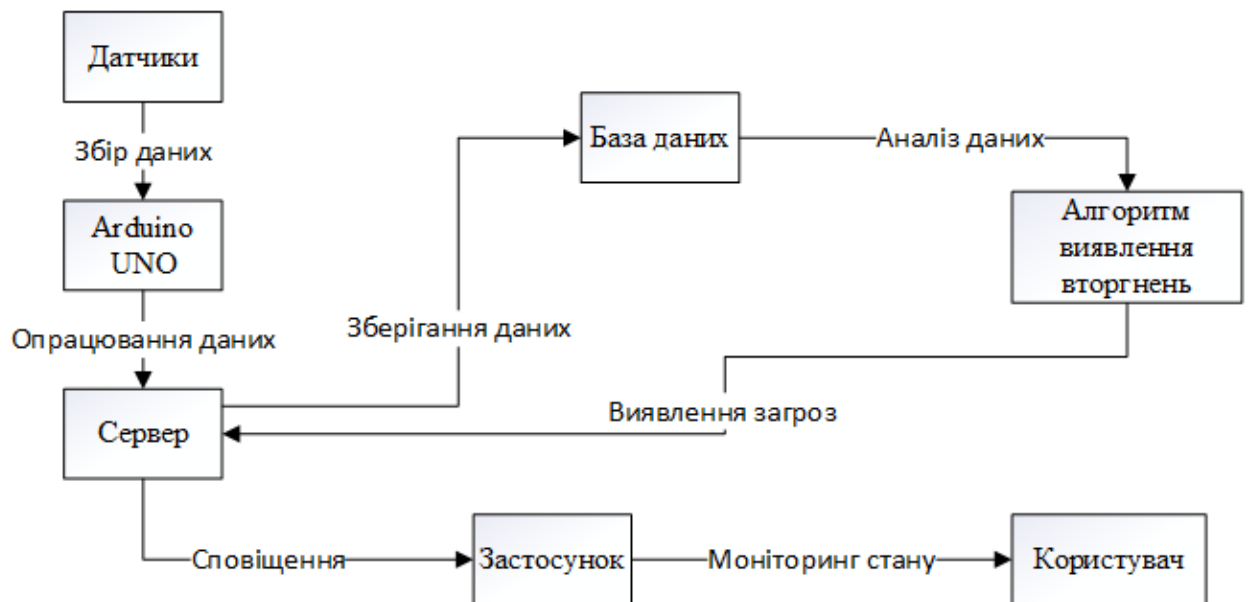 Датчики
Збір даних
Arduino
UNO
Опрацювання даних
Сервер
Зберігання даних
База даних
Аналіз даних
Алгоритм
виявлення
вторгнень
Виявлення загроз
Сповіщення
Застосунок
Моніторинг стану
Користувач